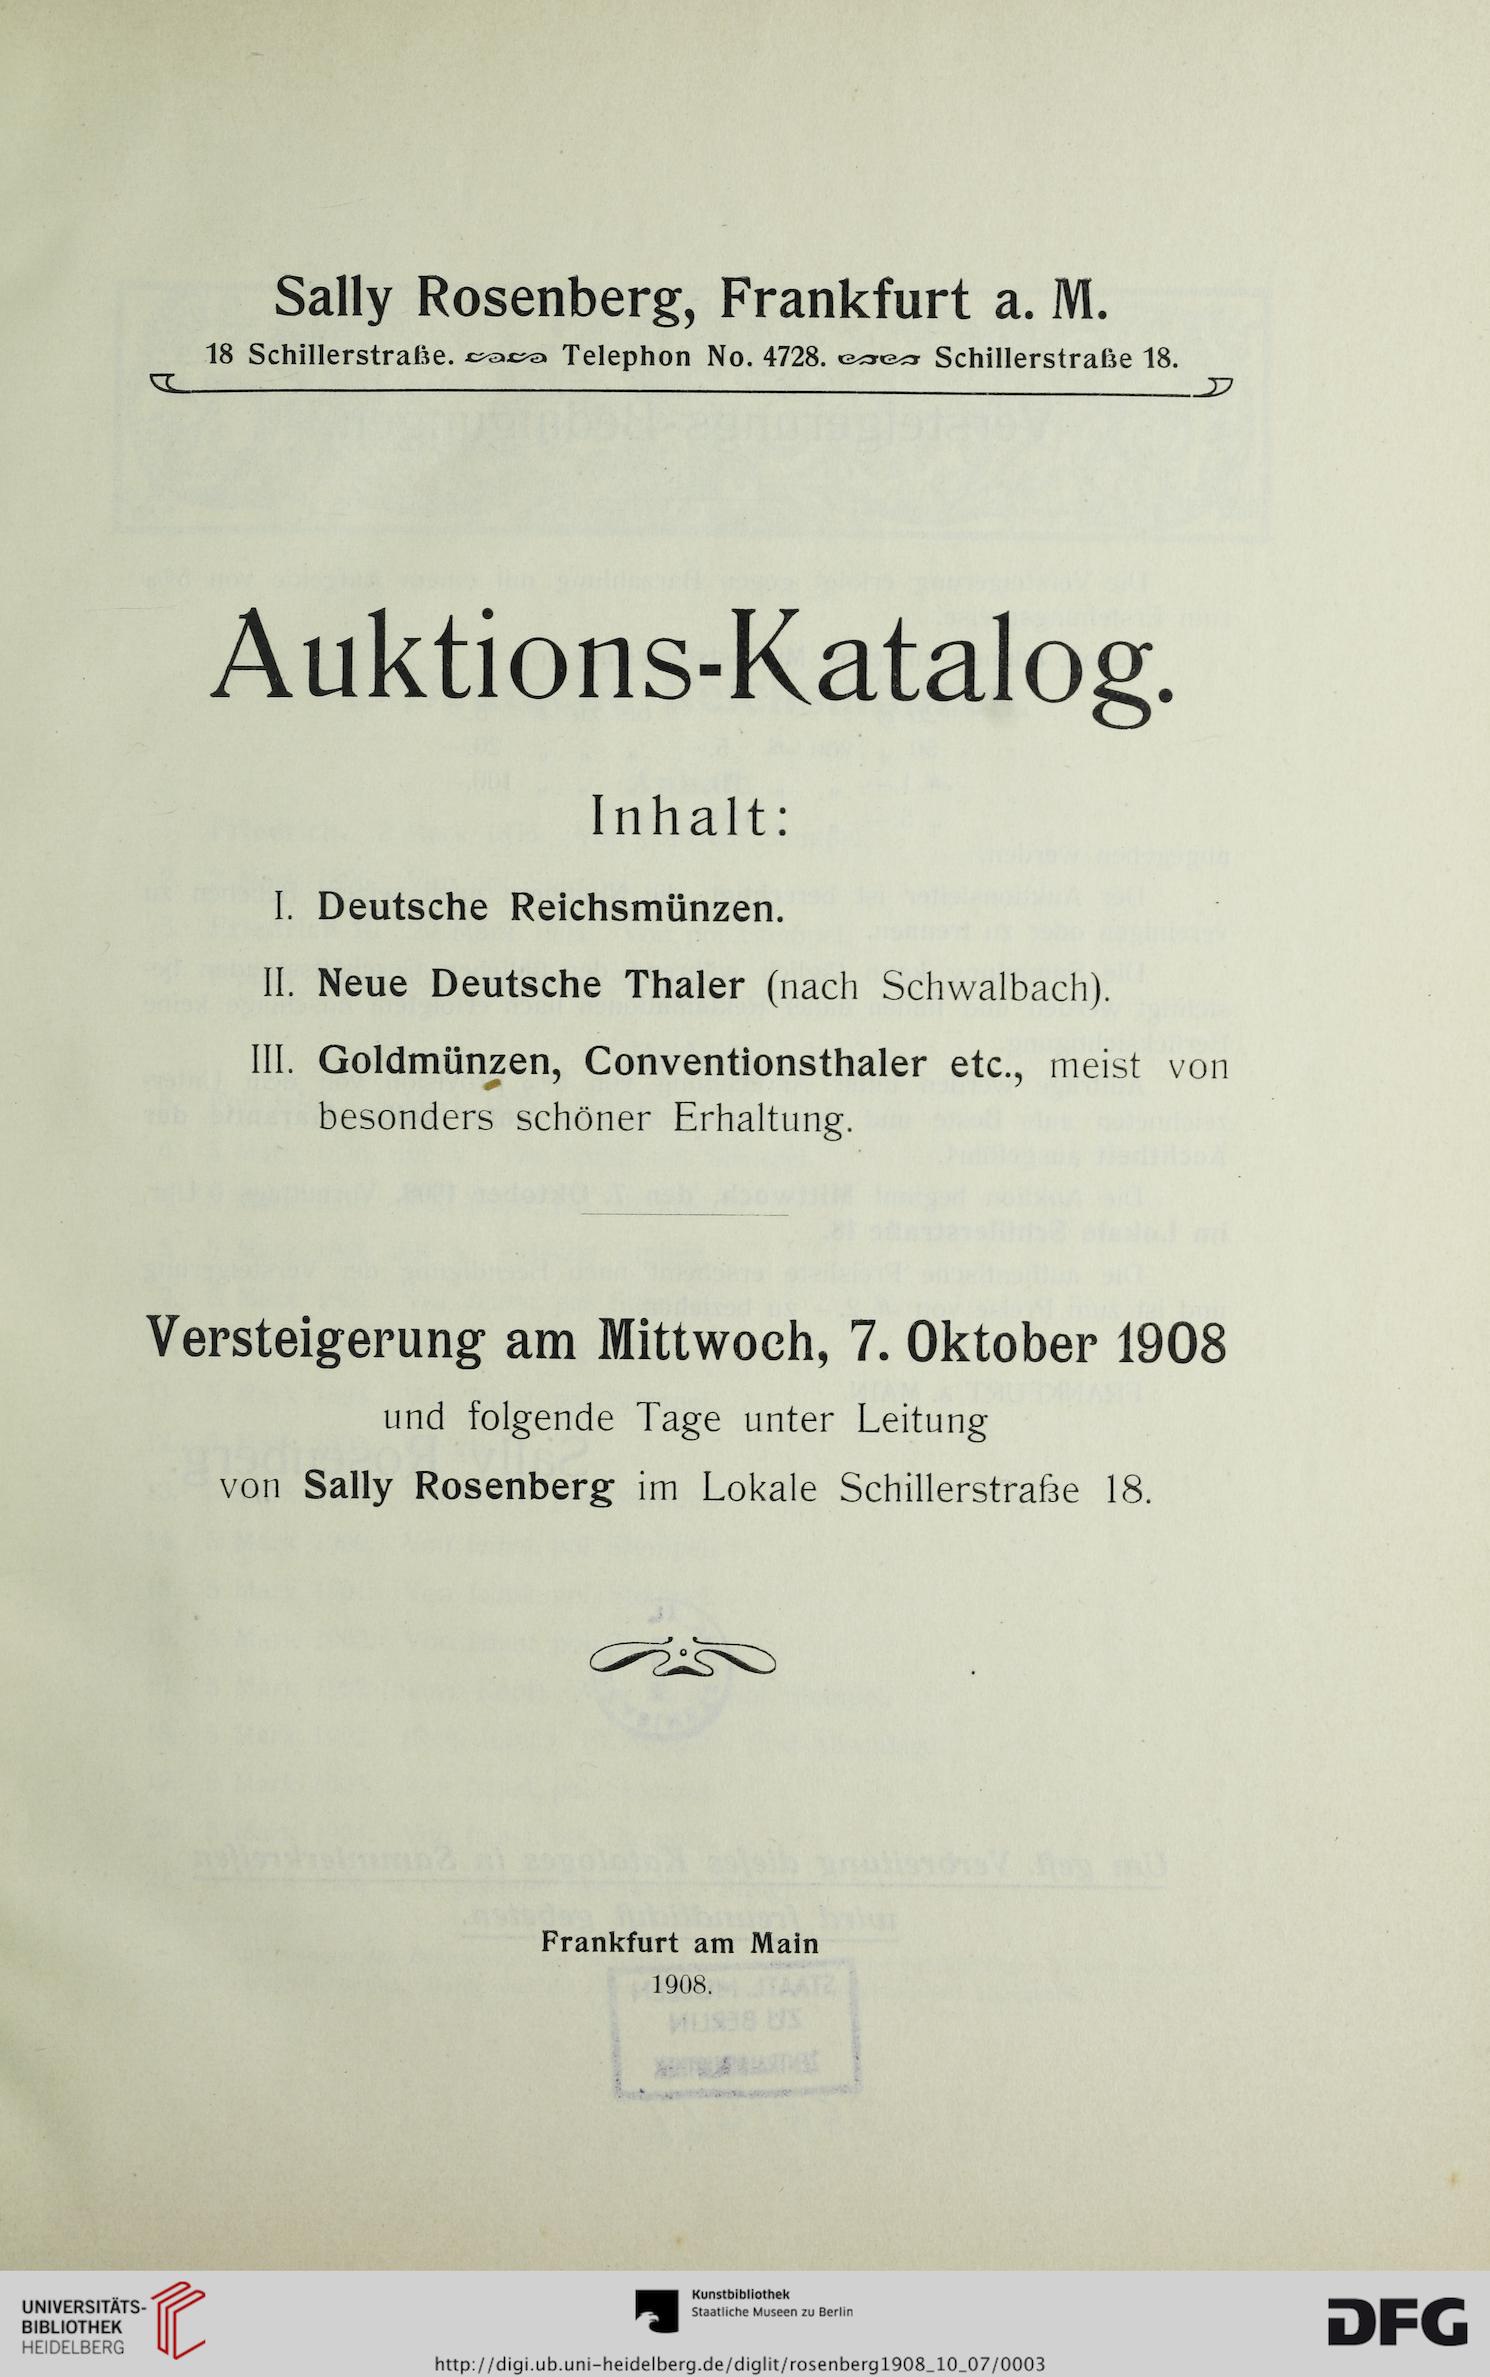 Sally Rosenberg, Frankfurt a. M.
18 Schillerstraße. Telephon No. 4728. Schillerstraße 18.
Auktions-Katalog.
Inhalt:
I. Deutsche Reichsmünzen.
II. Neue Deutsche Thaler (nach Schwalbach).
III. Goldmünzen, Conventionsthaler etc., meist von
besonders schöner Erhaltung.
Versteigerung am Mittwoch, 7. Oktober 1908
und folgende Tage unter Leitung
von Sally Rosenberg im Lokale Schillerstraße 18.
Frankfurt am Main
1908.
UNIVERSITÄTS-
BIBLIOTHEK
HEIDELBERG
Kunstbibliothek
Staatliche Museen zu Berlin
DFG
http://digi.ub.uni-heidelberg.de/diglit/rosenberg1908_10_07/0003